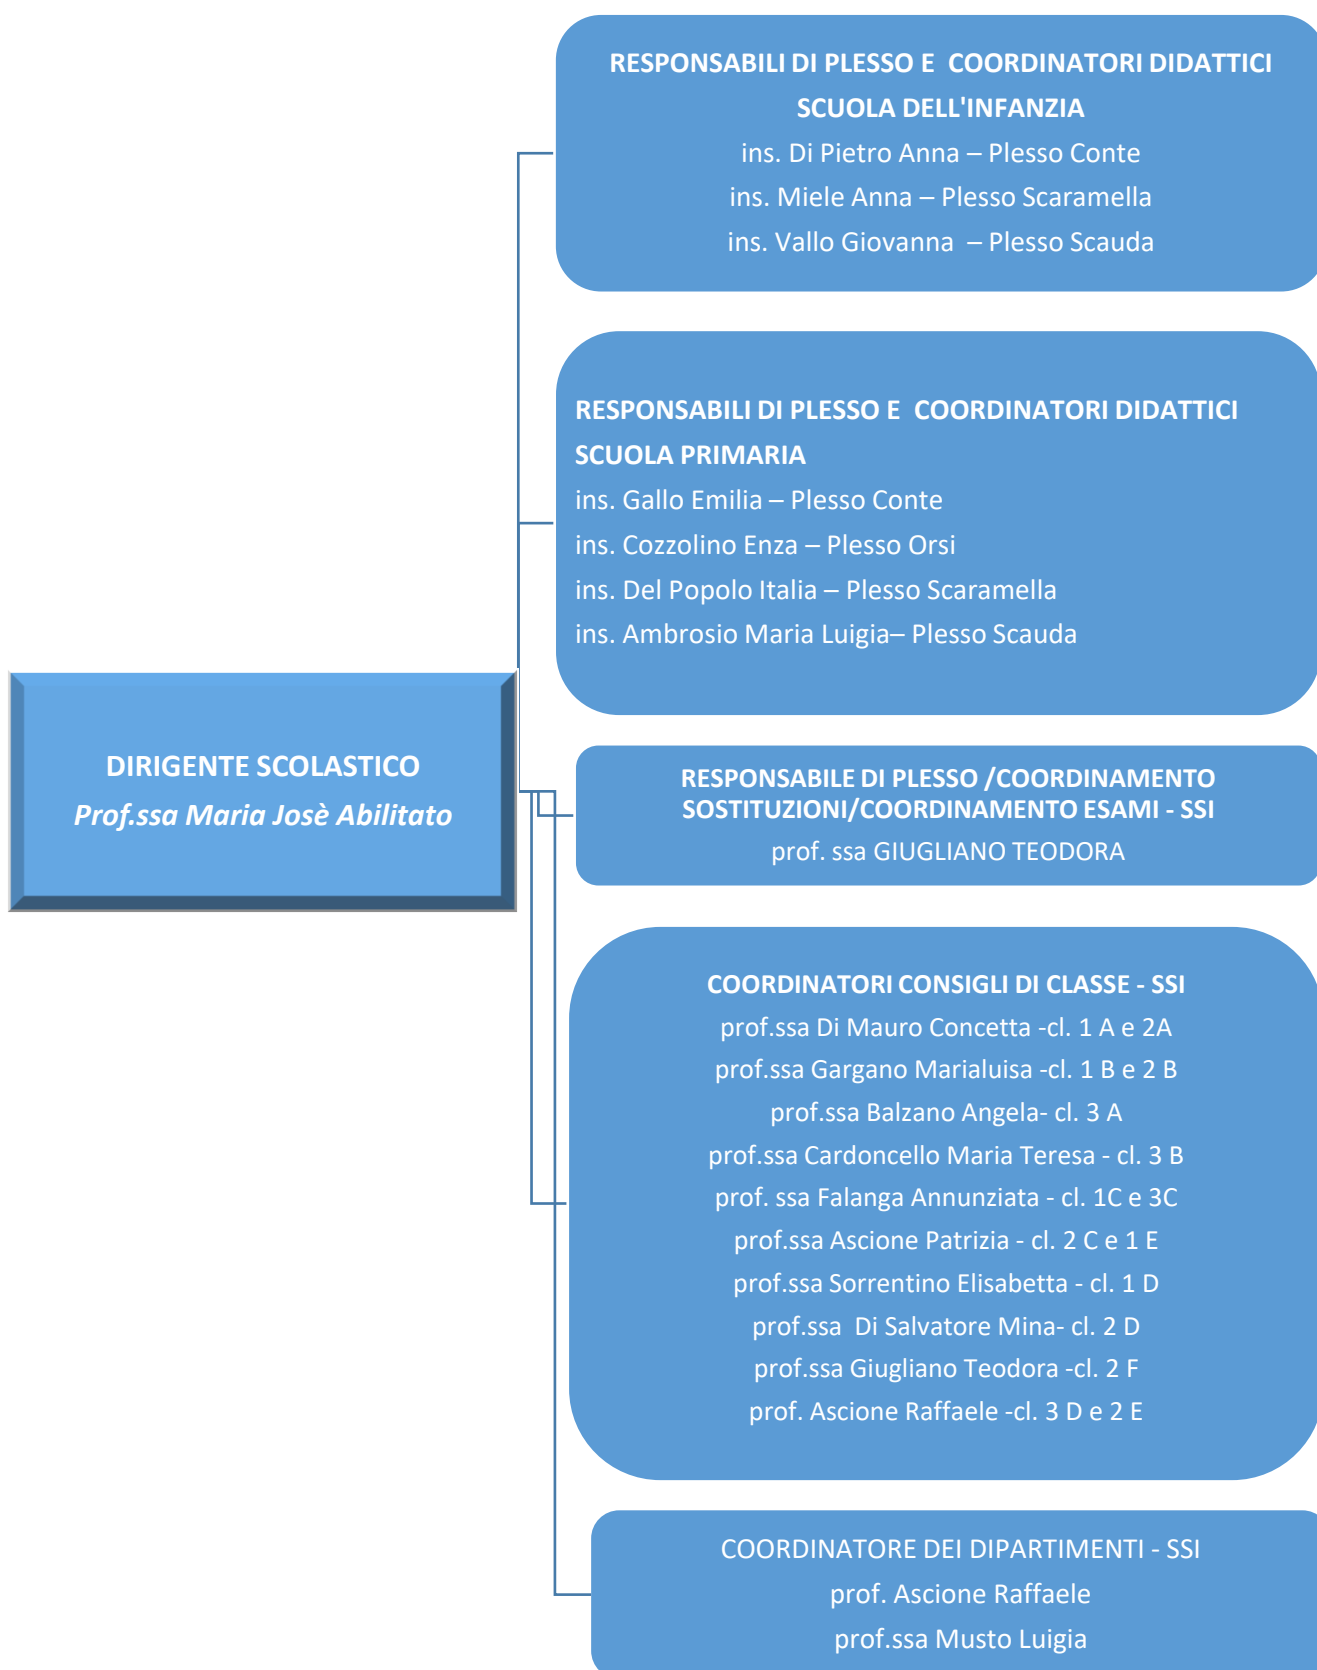 RESPONSABILI DI PLESSO E COORDINATORI DIDATTICI
SCUOLA DELL'INFANZIA
ins. Di Pietro Anna – Plesso Conte
ins. Miele Anna – Plesso Scaramella
ins. Vallo Giovanna – Plesso Scauda
RESPONSABILI DI PLESSO E COORDINATORI DIDATTICI
SCUOLA PRIMARIA
ins. Gallo Emilia – Plesso Conte
ins. Cozzolino Enza – Plesso Orsi
ins. Del Popolo Italia – Plesso Scaramella
ins. Ambrosio Maria Luigia– Plesso Scauda
DIRIGENTE SCOLASTICO
Prof.ssa Maria Josè Abilitato
RESPONSABILE DI PLESSO /COORDINAMENTO
SOSTITUZIONI/COORDINAMENTO ESAMI - SSI
prof. ssa GIUGLIANO TEODORA
COORDINATORI CONSIGLI DI CLASSE - SSI
prof.ssa Di Mauro Concetta -cl. 1 A e 2A
prof.ssa Gargano Marialuisa -cl. 1 B e 2 B
prof.ssa Balzano Angela- cl. 3 A
prof.ssa Cardoncello Maria Teresa - cl. 3 B
prof. ssa Falanga Annunziata - cl. 1C e 3C
prof.ssa Ascione Patrizia - cl. 2 C e 1 E
prof.ssa Sorrentino Elisabetta - cl. 1 D
prof.ssa Di Salvatore Mina- cl. 2 D
prof.ssa Giugliano Teodora -cl. 2 F
prof. Ascione Raffaele -cl. 3 D e 2 E
COORDINATORE DEI DIPARTIMENTI - SSI
prof. Ascione Raffaele
prof.ssa Musto Luigia